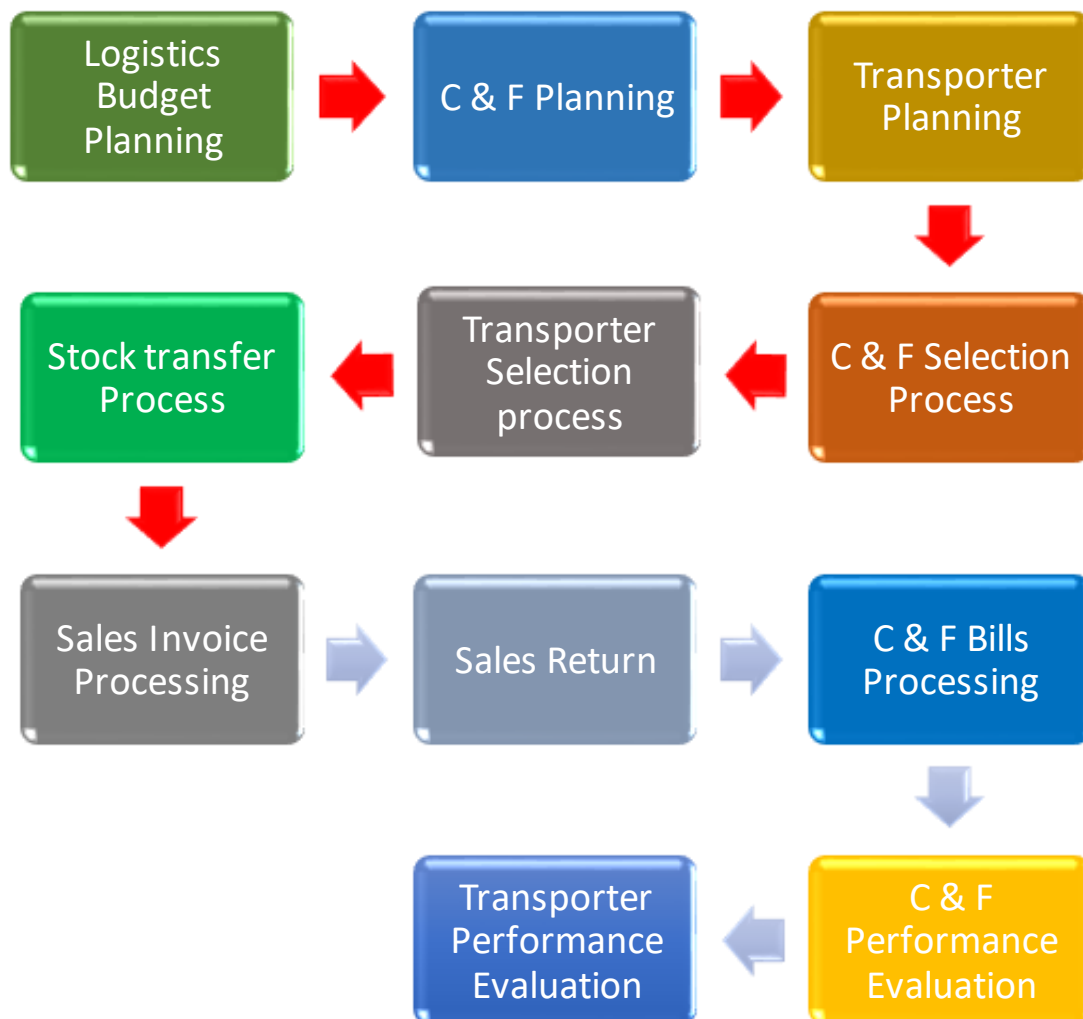 Logistics
Budget
Planning
C & F Planning
Transporter
Planning
C & F Selection
Process
Transporter
Selection
process
Stock transfer
Process
Sales Invoice
Processing
Sales Return
C & F Bills
Processing
C & F
Performance
Evaluation
Transporter
Performance
Evaluation